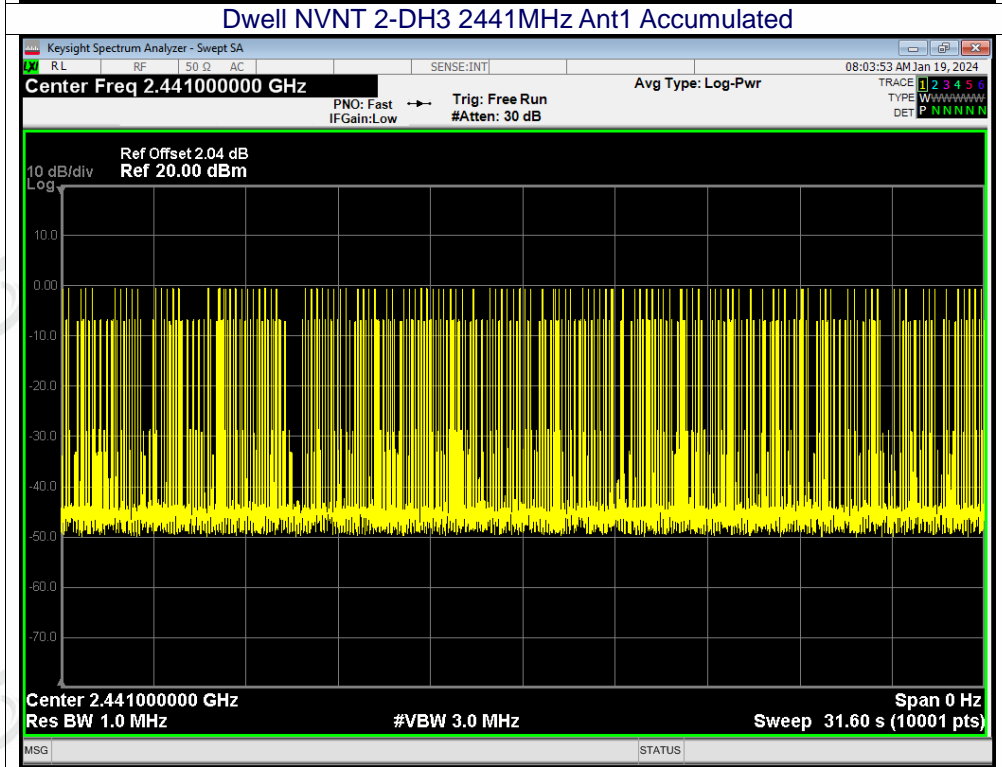 Dwell NVNT 2-DH3 2441MHz Ant1 Accumulated
Keysight Spectrum Analyzer - Swept SA
LXI RL RF 50 Ω AC SENSE:INT 08:03:53 AM Jan 19, 2024
Center Freq 2.441000000 GHz Avg Type: Log-Pwr TRACE 1 2 3 4 5 6
PNO: Fast Trig: Free Run TYPE W WWWWW
IFGain:Low #Atten: 30 dB DET P N N N N N
Ref Offset 2.04 dB
10 dB/div Ref 20.00 dBm
Log
10.0
0.00
-10.0
-20.0
-30.0
-40.0
-50.0
-60.0
-70.0
Center 2.441000000 GHz Span 0 Hz
Res BW 1.0 MHz #VBW 3.0 MHz Sweep 31.60 s (10001 pts)
MSG STATUS